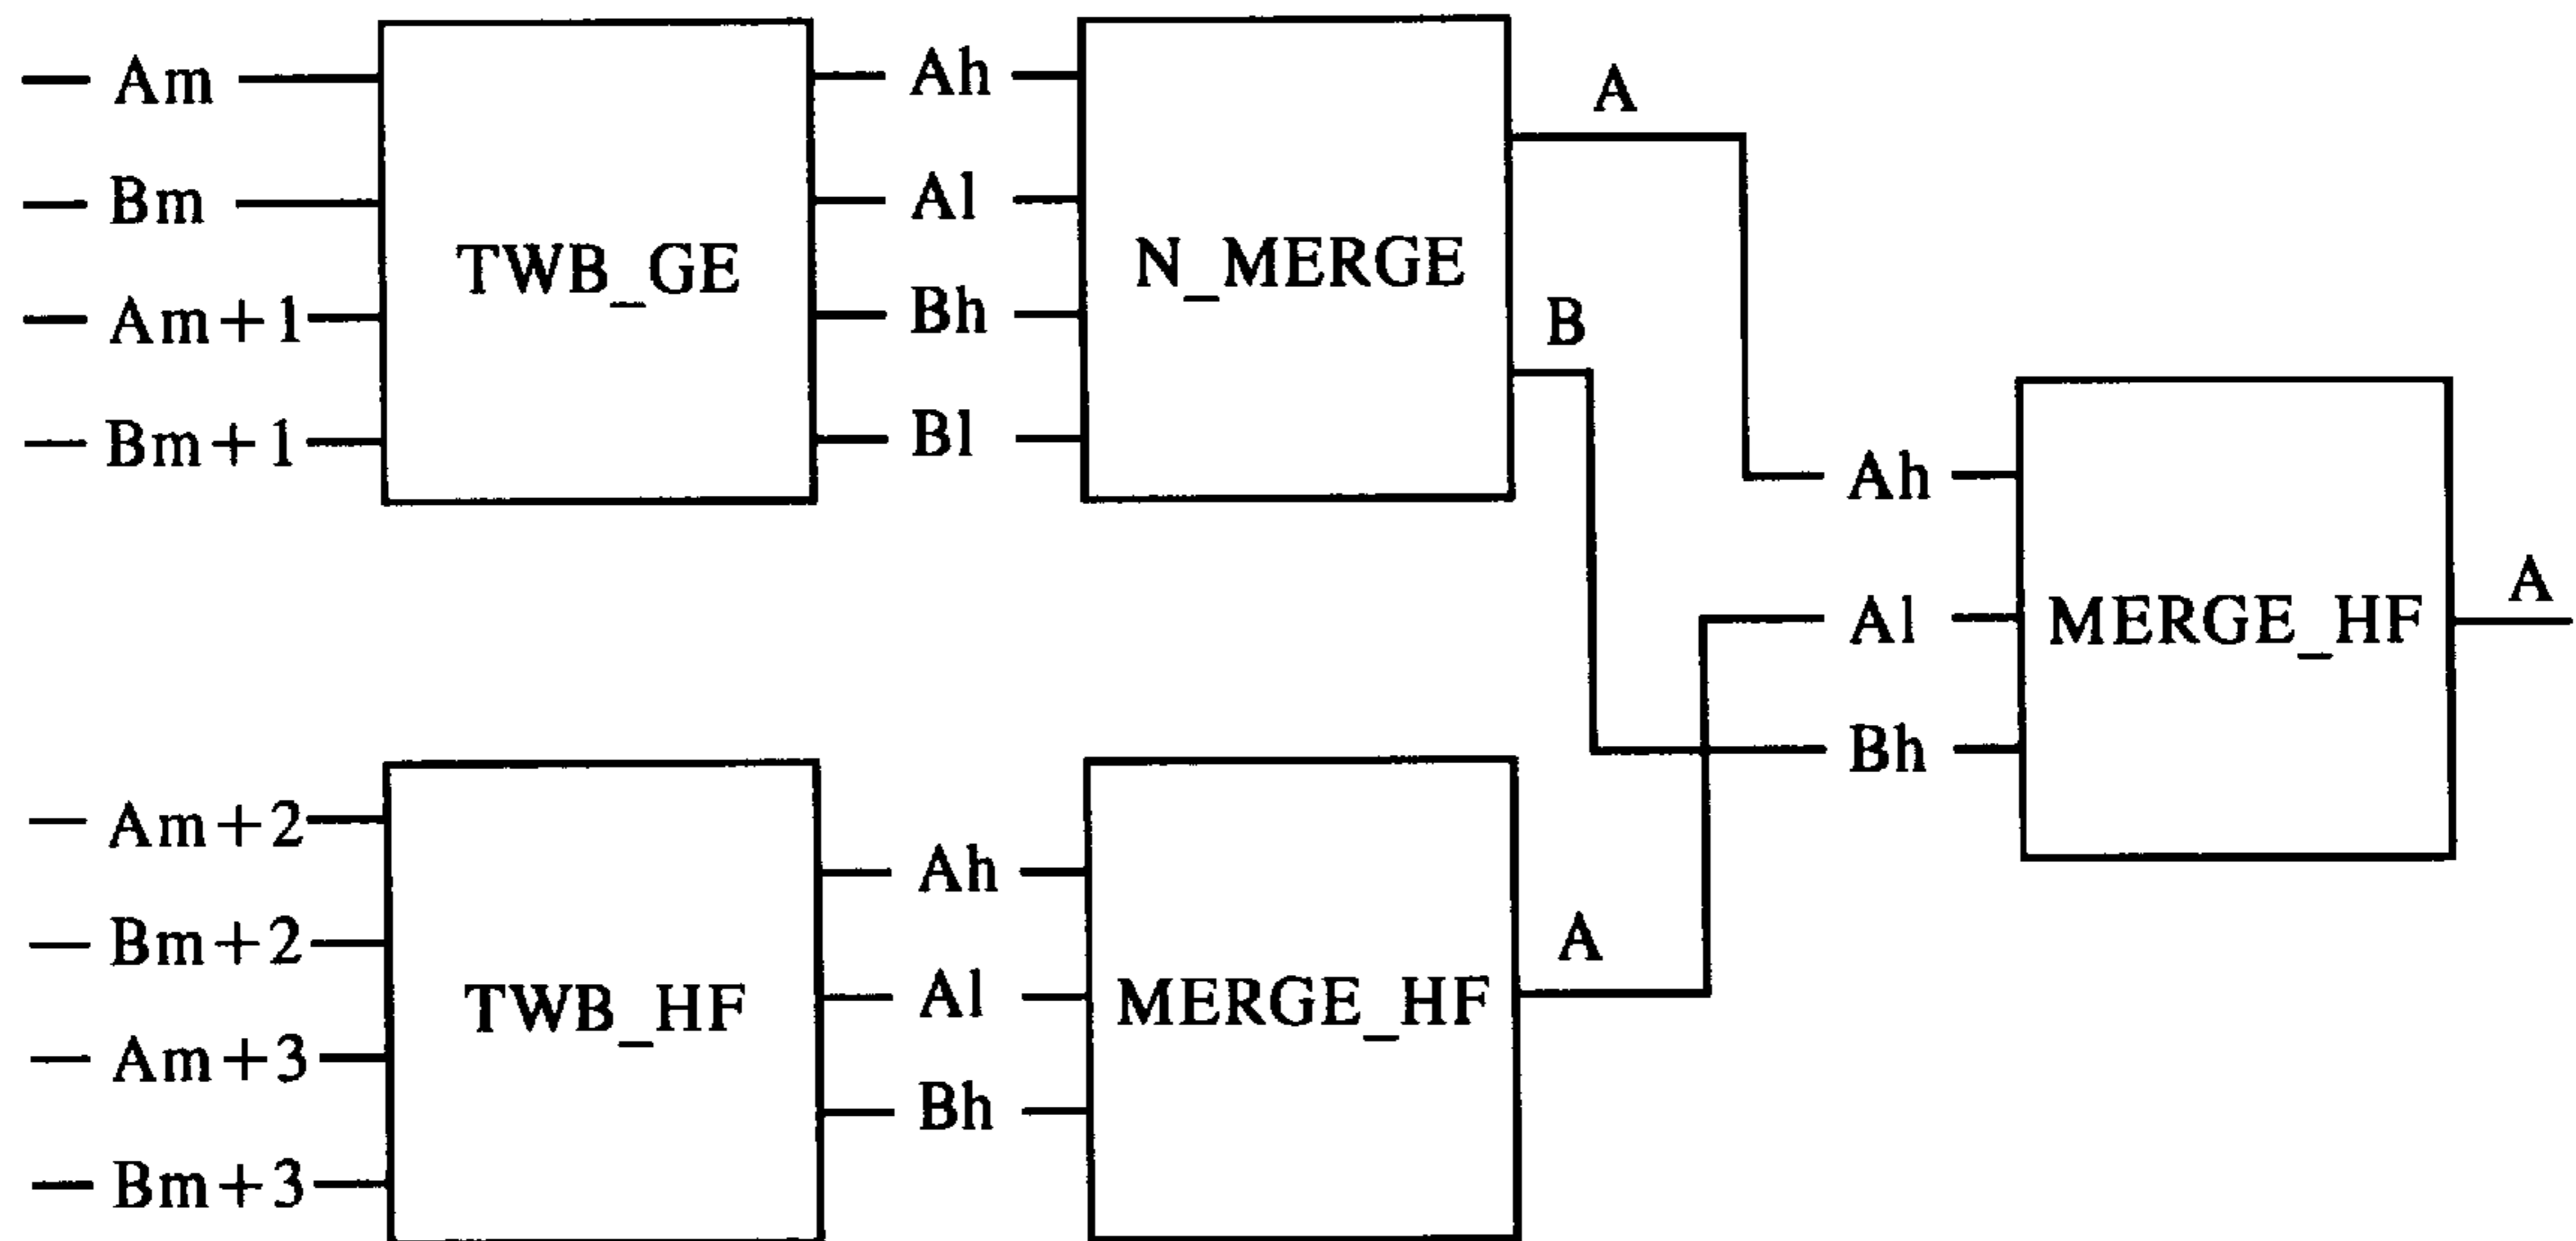 Am
Bm
Am+1
Bm+1
TWB_GE
Ah
Al
Bh
Bl
N_MERGE
A
B
Am+2
Bm+2
Am+3
Bm+3
TWB_HF
Ah
Al
Bh
MERGE_HF
A
Ah
Al
Bh
MERGE_HF
A